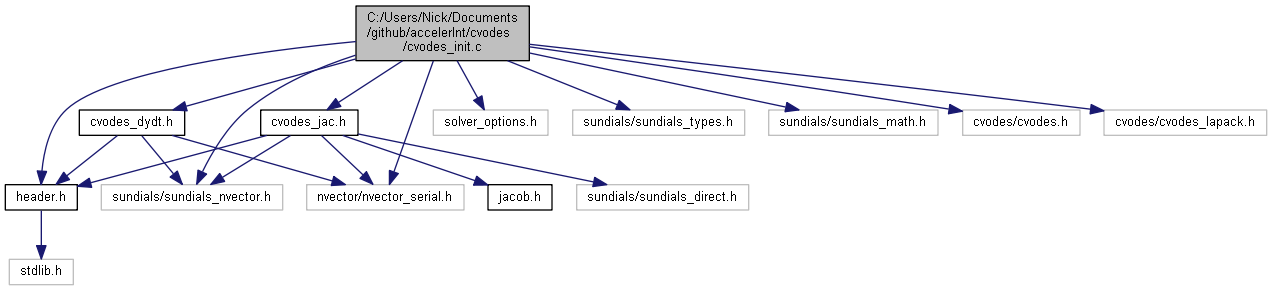 C:/Users/Nick/Documents
/github/accelerInt/cvodes
/cvodes_init.c
cvodes_dydt.h
cvodes_jac.h
solver_options.h
sundials/sundials_types.h
sundials/sundials_math.h
cvodes/cvodes.h
cvodes/cvodes_lapack.h
header.h
sundials/sundials_nvector.h
nvector/nvector_serial.h
jacob.h
sundials/sundials_direct.h
stdlib.h